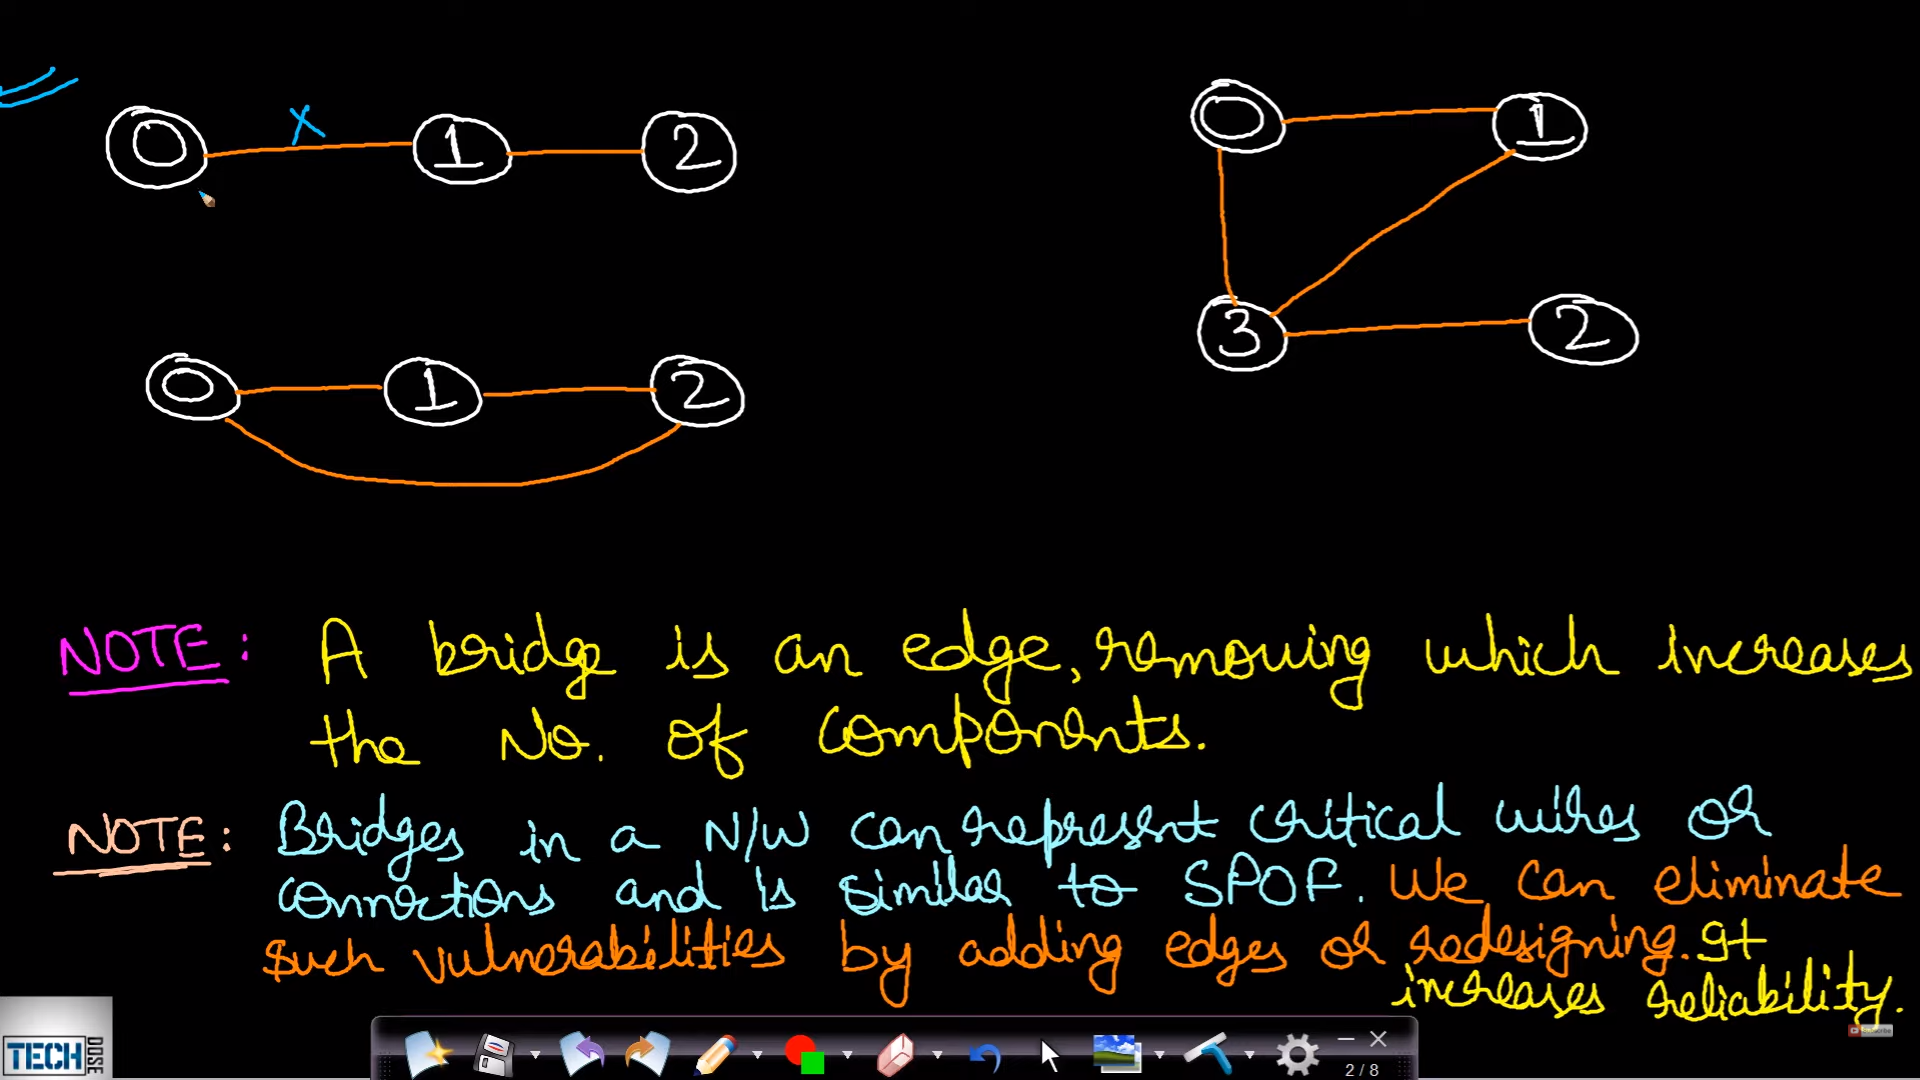 0 X 1 2
0 1
3 2
0 1 2
NOTE: A bridge is an edge, removing which increases
the No. of components.
NOTE: Bridges in a N/W can represent critical wires or
connections and is similar to SPOF. We can eliminate
such vulnerabilities by adding edges or redesigning. It
increases reliability.
TECH DOSE
Subscribe
2 / 8